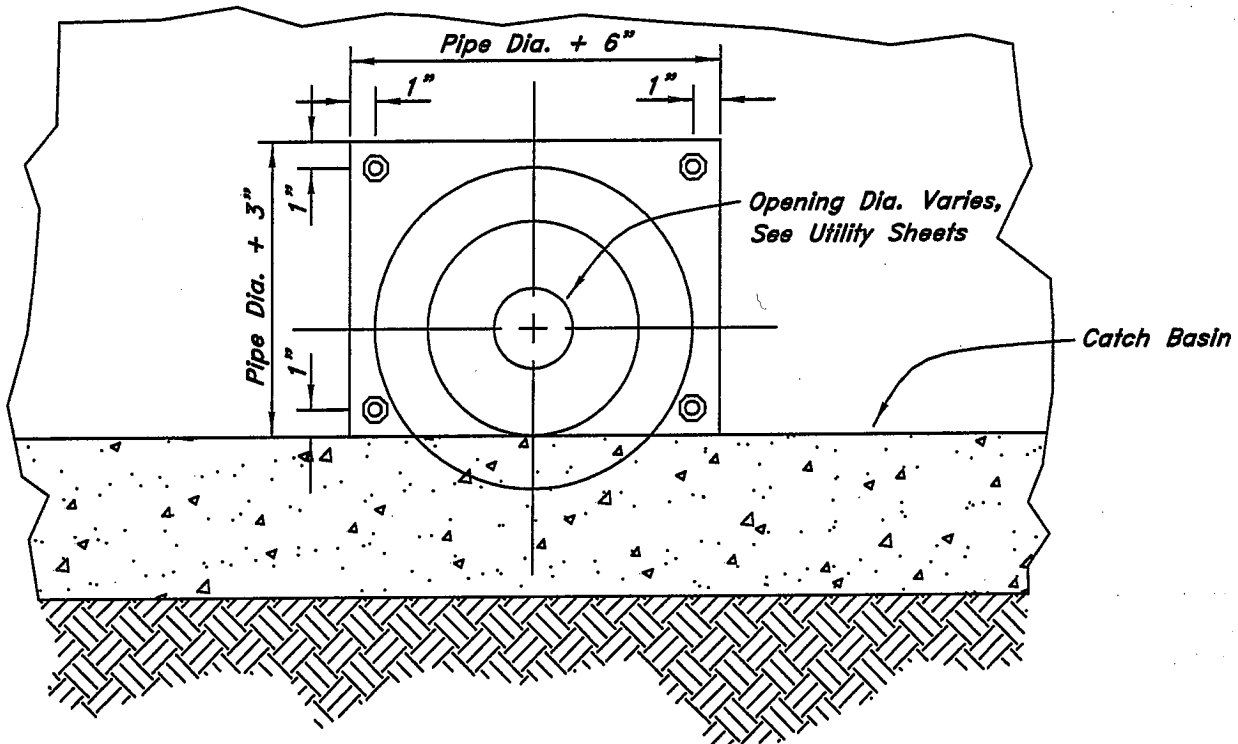 Pipe Dia. + 6"
1"
1"
Pipe Dia. + 3"
1"
1"
Opening Dia. Varies,
See Utility Sheets
Catch Basin